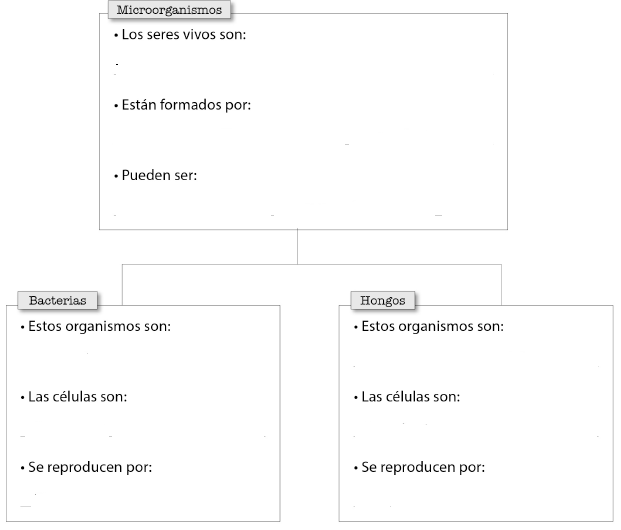 Microorganismos
• Los seres vivos son:
• Están formados por:
• Pueden ser:
Bacterias
• Estos organismos son:
• Las células son:
• Se reproducen por:
Hongos
• Estos organismos son:
• Las células son:
• Se reproducen por: